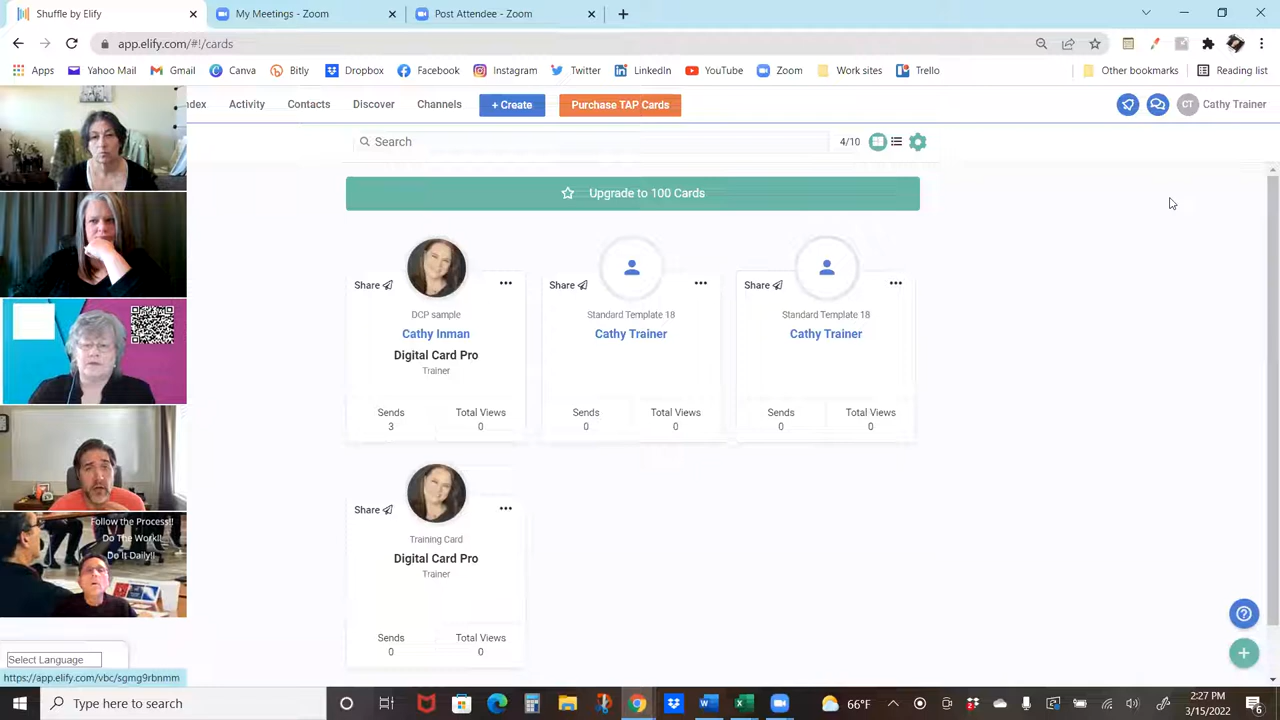 Shuffle by Elify
My Meetings - Zoom
Post Attendee - Zoom
app.elify.com/#!/cards
Apps Yahoo Mail Gmail Canva Bitly Dropbox Facebook Instagram Twitter LinkedIn YouTube Zoom Work sites Trello Other bookmarks Reading list
ndex Activity Contacts Discover Channels + Create Purchase TAP Cards CT Cathy Trainer
Search 4/10
Upgrade to 100 Cards
Share
DCP sample
Cathy Inman
Digital Card Pro
Trainer
Sends Total Views
3 0
Share
Standard Template 18
Cathy Trainer
Sends Total Views
0 0
Share
Standard Template 18
Cathy Trainer
Sends Total Views
0 0
Share
Training Card
Digital Card Pro
Trainer
Sends Total Views
0 0
Follow the Process!!
Do The Work!!
Do It Daily!!
Select Language
https://app.elify.com/vbc/sgmg9rbnmm
Type here to search
66°F
2:27 PM
3/15/2022
6